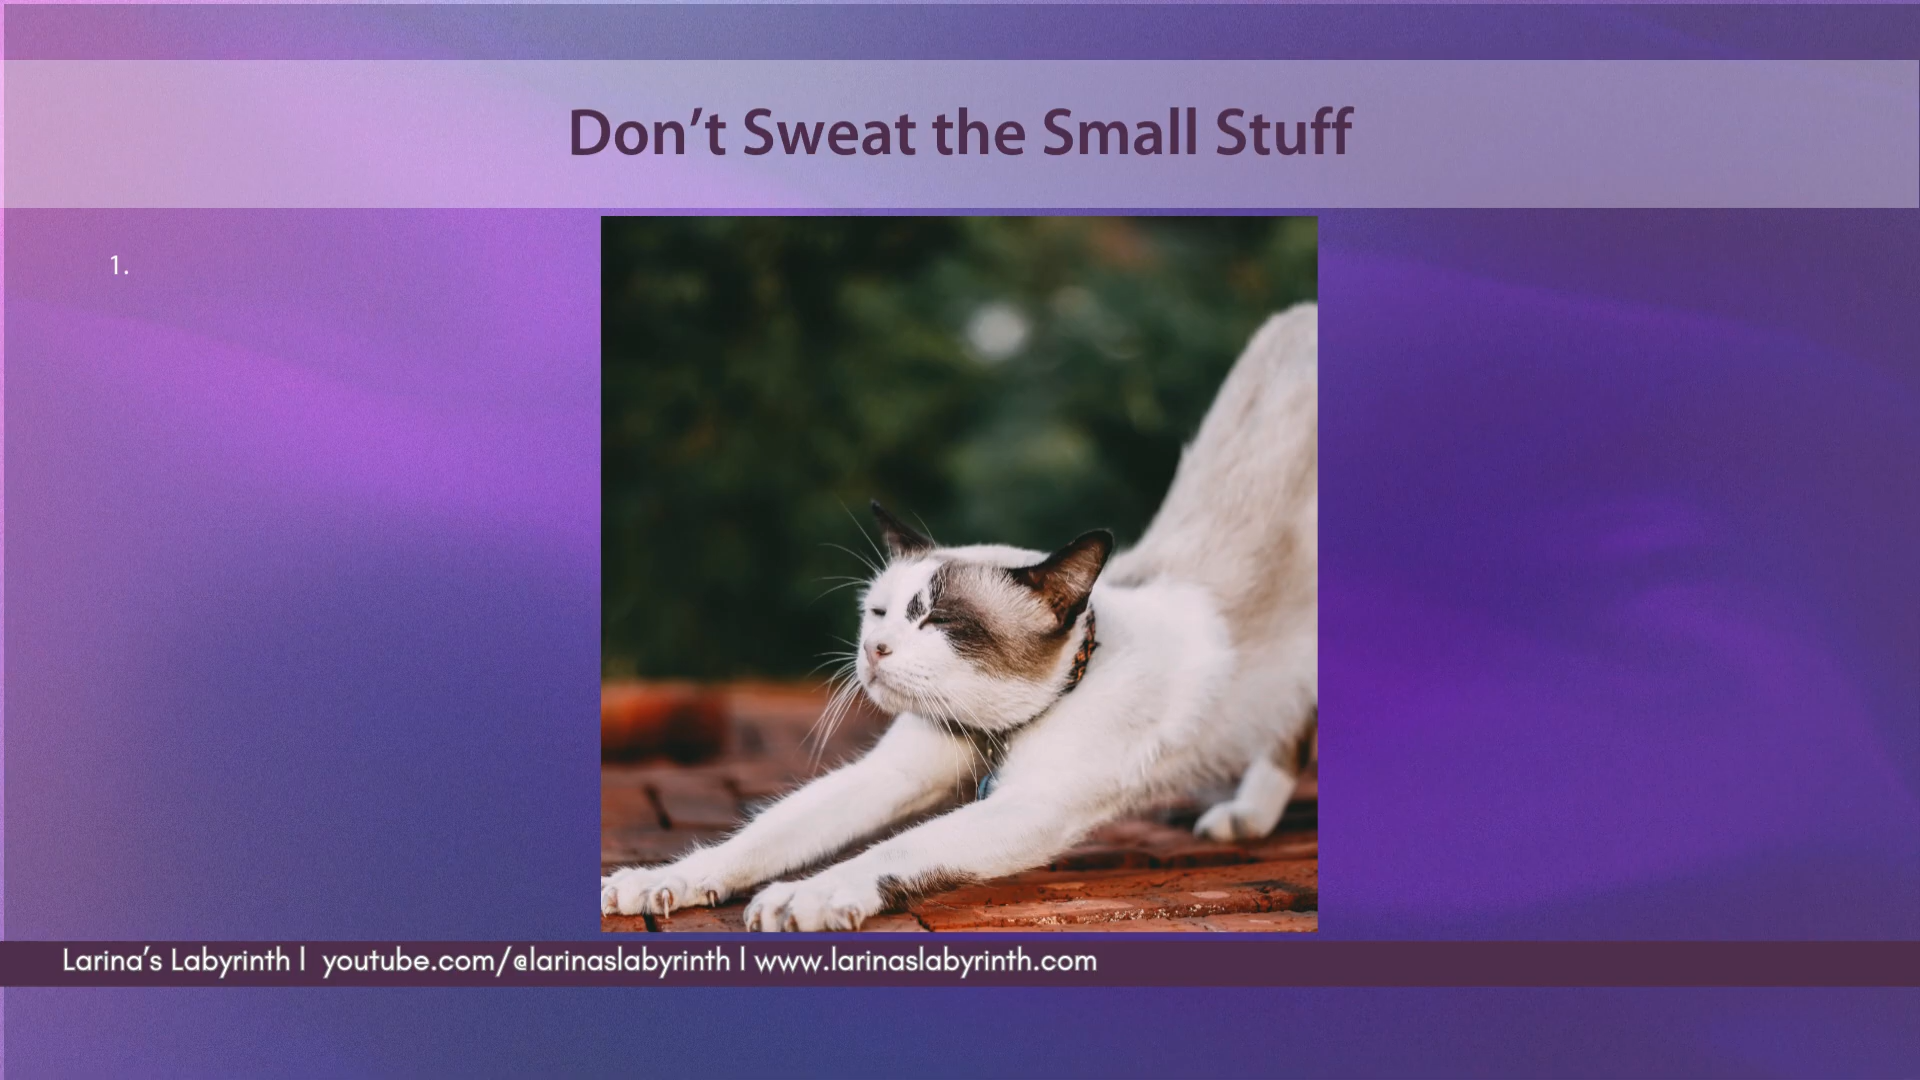 Don’t Sweat the Small Stuff
1.
Larina’s Labyrinth | youtube.com/@larinaslabyrinth | www.larinaslabyrinth.com